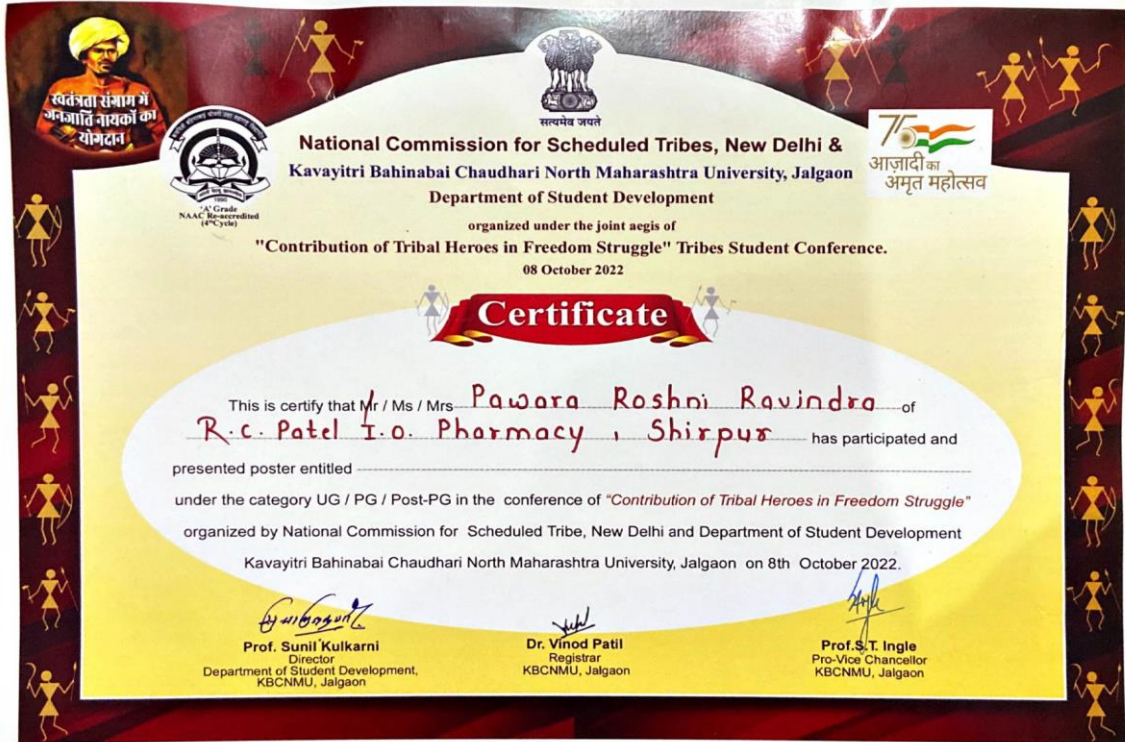 स्वतंत्रता संग्राम में
जनजाति नायकों का
योगदान
सत्यमेव जयते
1990
'A' Grade
NAAC Re-accredited
(4th Cycle)
75
आज़ादी का
अमृत महोत्सव
National Commission for Scheduled Tribes, New Delhi &
Kavayitri Bahinabai Chaudhari North Maharashtra University, Jalgaon
Department of Student Development
organized under the joint aegis of
"Contribution of Tribal Heroes in Freedom Struggle" Tribes Student Conference.
08 October 2022
Certificate
This is certify that Mr / Ms / Mrs Pawara Roshni Ravindra of
R.C. Patel I.O. Pharmacy , Shirpur has participated and
presented poster entitled
under the category UG / PG / Post-PG in the conference of "Contribution of Tribal Heroes in Freedom Struggle"
organized by National Commission for Scheduled Tribe, New Delhi and Department of Student Development
Kavayitri Bahinabai Chaudhari North Maharashtra University, Jalgaon on 8th October 2022.
Prof. Sunil Kulkarni
Director
Department of Student Development,
KBCNMU, Jalgaon
Dr. Vinod Patil
Registrar
KBCNMU, Jalgaon
Prof.S.T. Ingle
Pro-Vice Chancellor
KBCNMU, Jalgaon